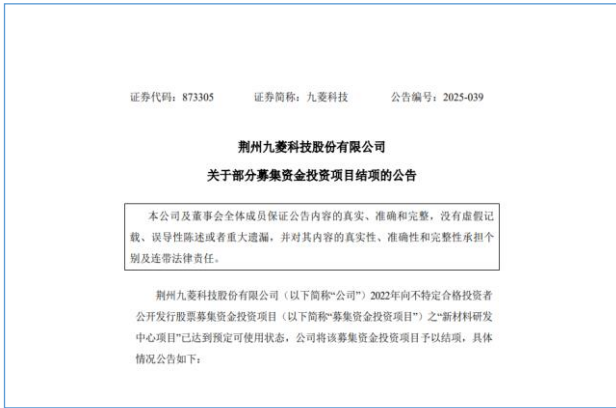 证券代码：873305 证券简称：九菱科技 公告编号：2025-039
荆州九菱科技股份有限公司
关于部分募集资金投资项目结项的公告
本公司及董事会全体成员保证公告内容的真实、准确和完整，没有虚假记
载、误导性陈述或者重大遗漏，并对其内容的真实性、准确性和完整性承担个
别及连带法律责任。
荆州九菱科技股份有限公司（以下简称“公司”）2022年向不特定合格投资者
公开发行股票募集资金投资项目（以下简称“募集资金投资项目”）之“新材料研发
中心项目”已达到预定可使用状态，公司将该募集资金投资项目予以结项，具体
情况公告如下：